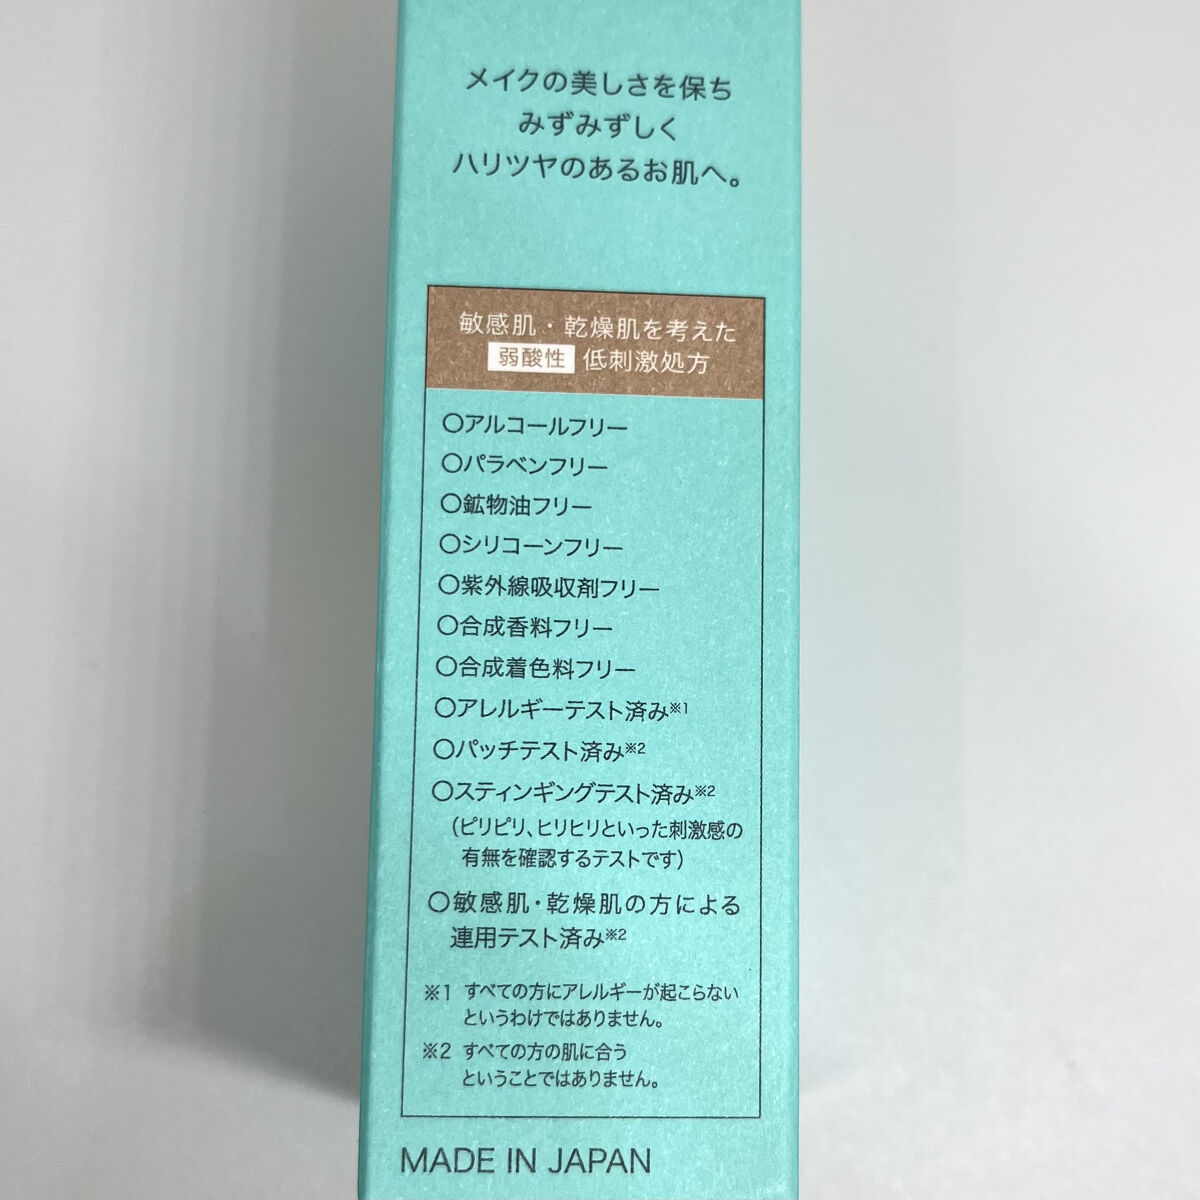 メイクの美しさを保ち
みずみずしく
ハリツヤのあるお肌へ。
敏感肌・乾燥肌を考えた
弱酸性 低刺激処方
○アルコールフリー
○パラベンフリー
○鉱物油フリー
○シリコーンフリー
○紫外線吸収剤フリー
○合成香料フリー
○合成着色料フリー
○アレルギーテスト済み※1
○パッチテスト済み※2
○スティンギングテスト済み※2
（ピリピリ、ヒリヒリといった刺激感の
有無を確認するテストです）
○敏感肌・乾燥肌の方による
連用テスト済み※2
※1 すべての方にアレルギーが起こらない
というわけではありません。
※2 すべての方の肌に合う
ということではありません。
MADE IN JAPAN